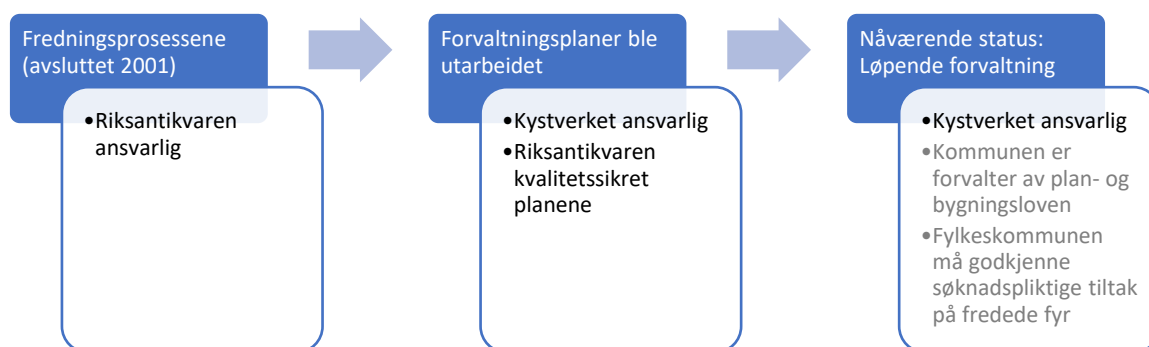 Fredningsprosessene
(avsluttet 2001)
•Riksantikvaren
ansvarlig
Forvaltningsplaner ble
utarbeidet
•Kystverket ansvarlig
•Riksantikvaren
kvalitetssikret
planene
Nåværende status:
Løpende forvaltning
•Kystverket ansvarlig
•Kommunen er
forvalter av plan- og
bygningsloven
•Fylkeskommunen
må godkjenne
søknadspliktige tiltak
på fredede fyr